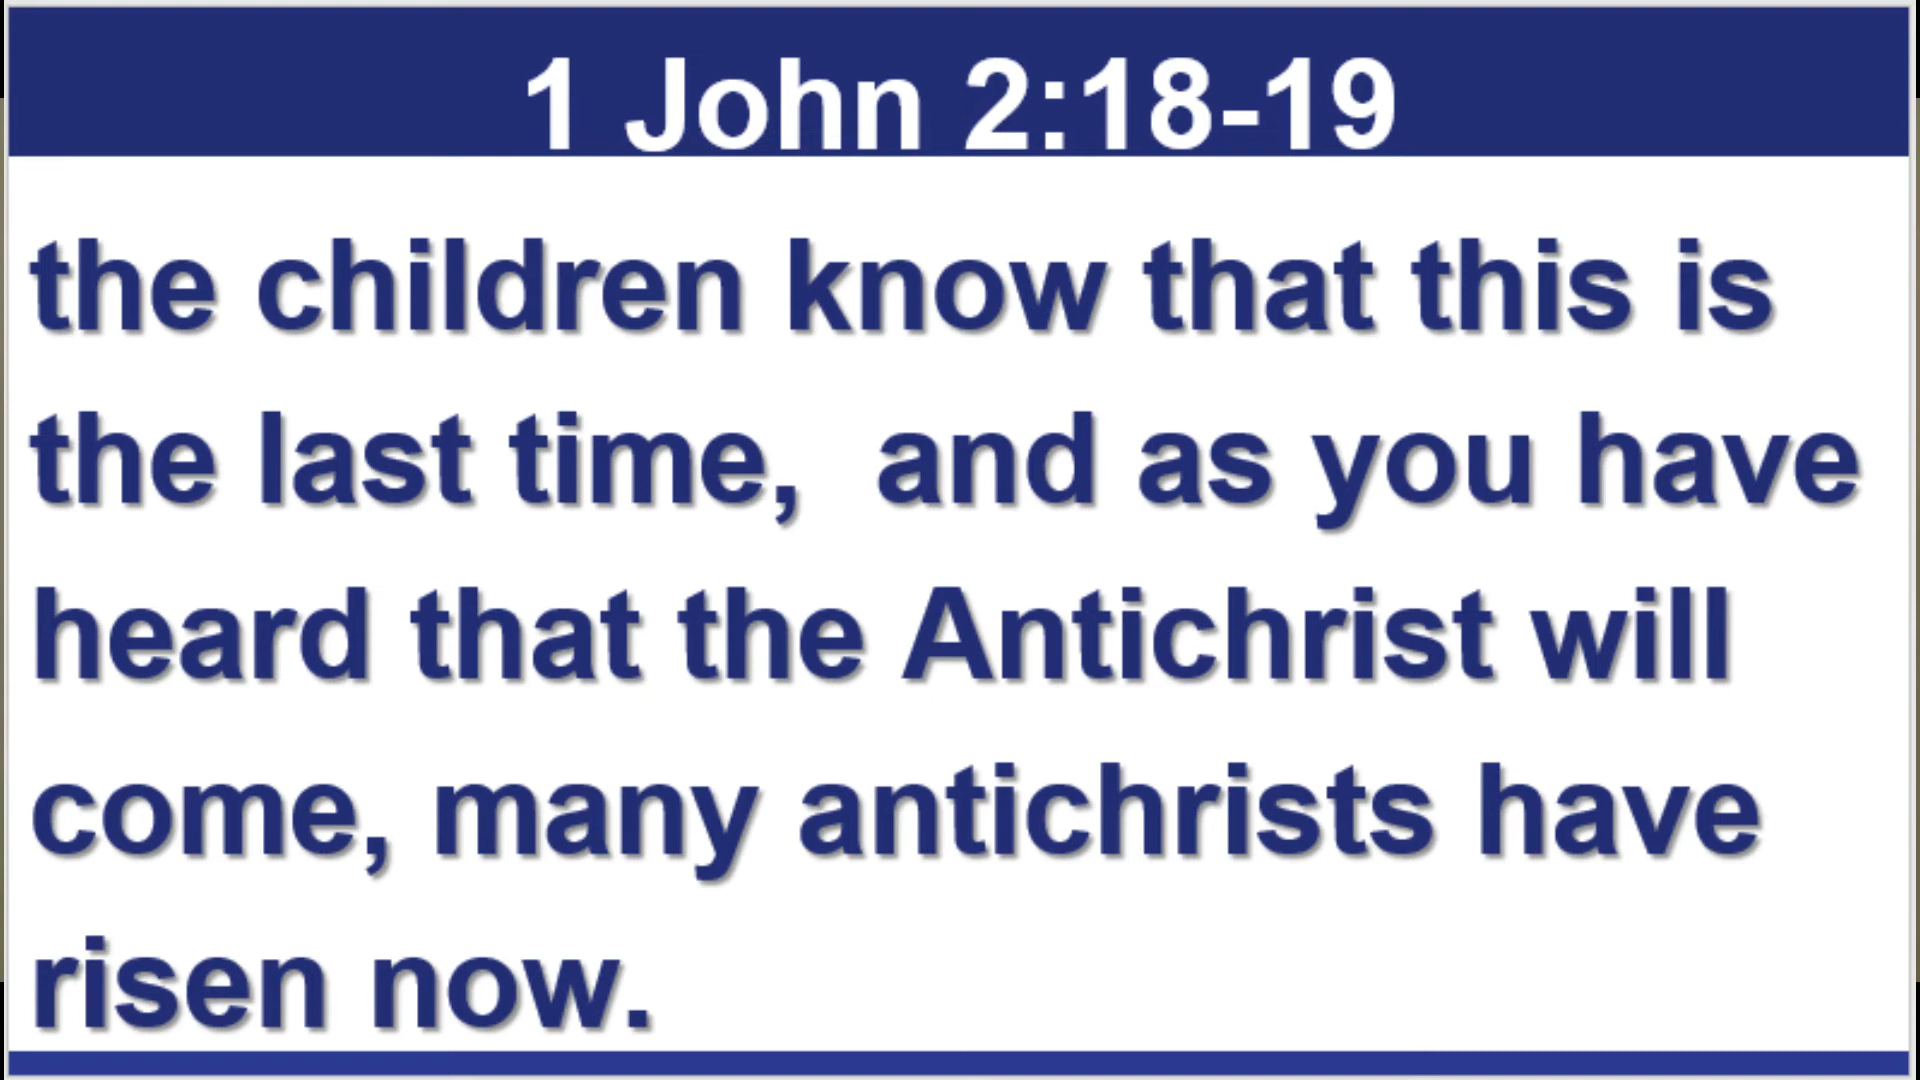 1 John 2:18-19
the children know that this is
the last time,  and as you have
heard that the Antichrist will
come, many antichrists have
risen now.